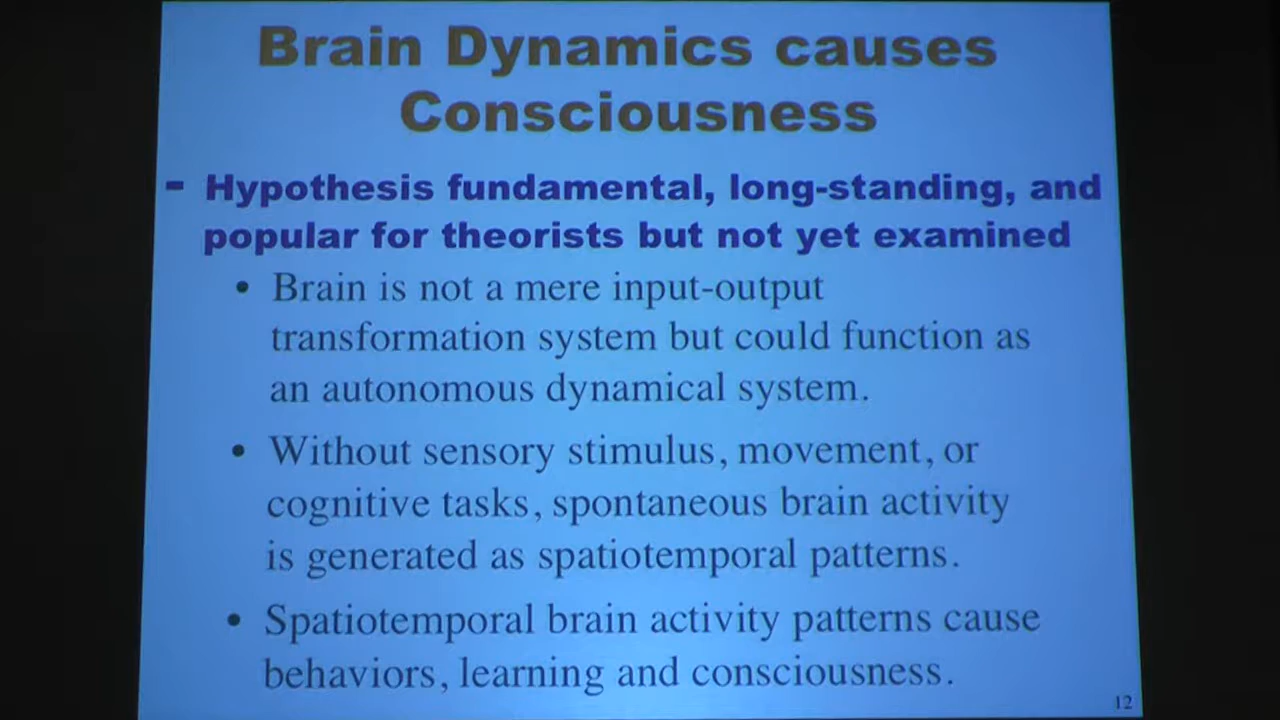 Brain Dynamics causes
Consciousness
- Hypothesis fundamental, long-standing, and
popular for theorists but not yet examined
• Brain is not a mere input-output
transformation system but could function as
an autonomous dynamical system.
• Without sensory stimulus, movement, or
cognitive tasks, spontaneous brain activity
is generated as spatiotemporal patterns.
• Spatiotemporal brain activity patterns cause
behaviors, learning and consciousness.
12